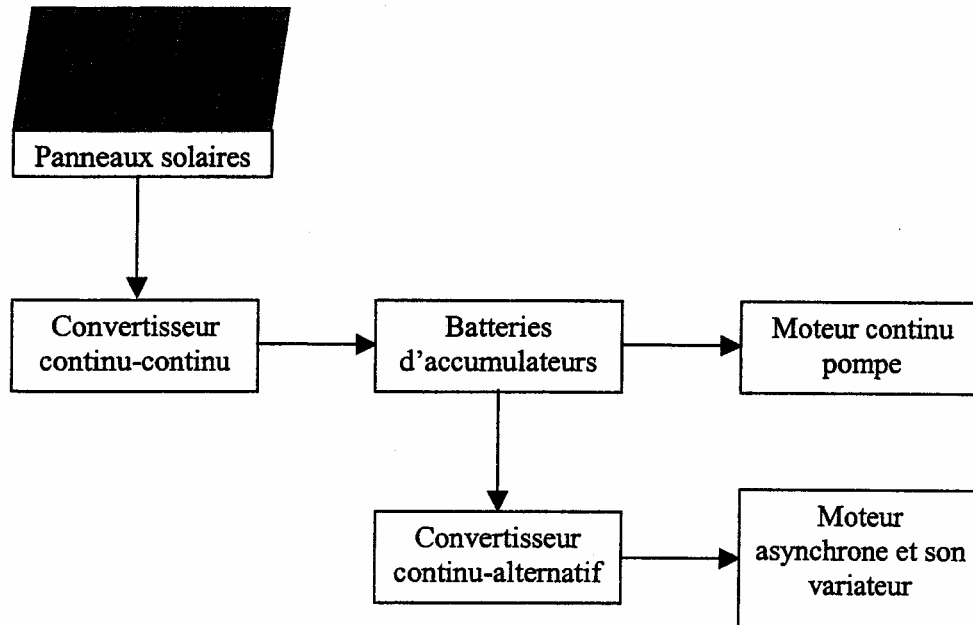 Panneaux solaires
Convertisseur
continu-continu
Batteries
d'accumulateurs
Moteur continu
pompe
Convertisseur
continu-alternatif
Moteur
asynchrone et son
variateur